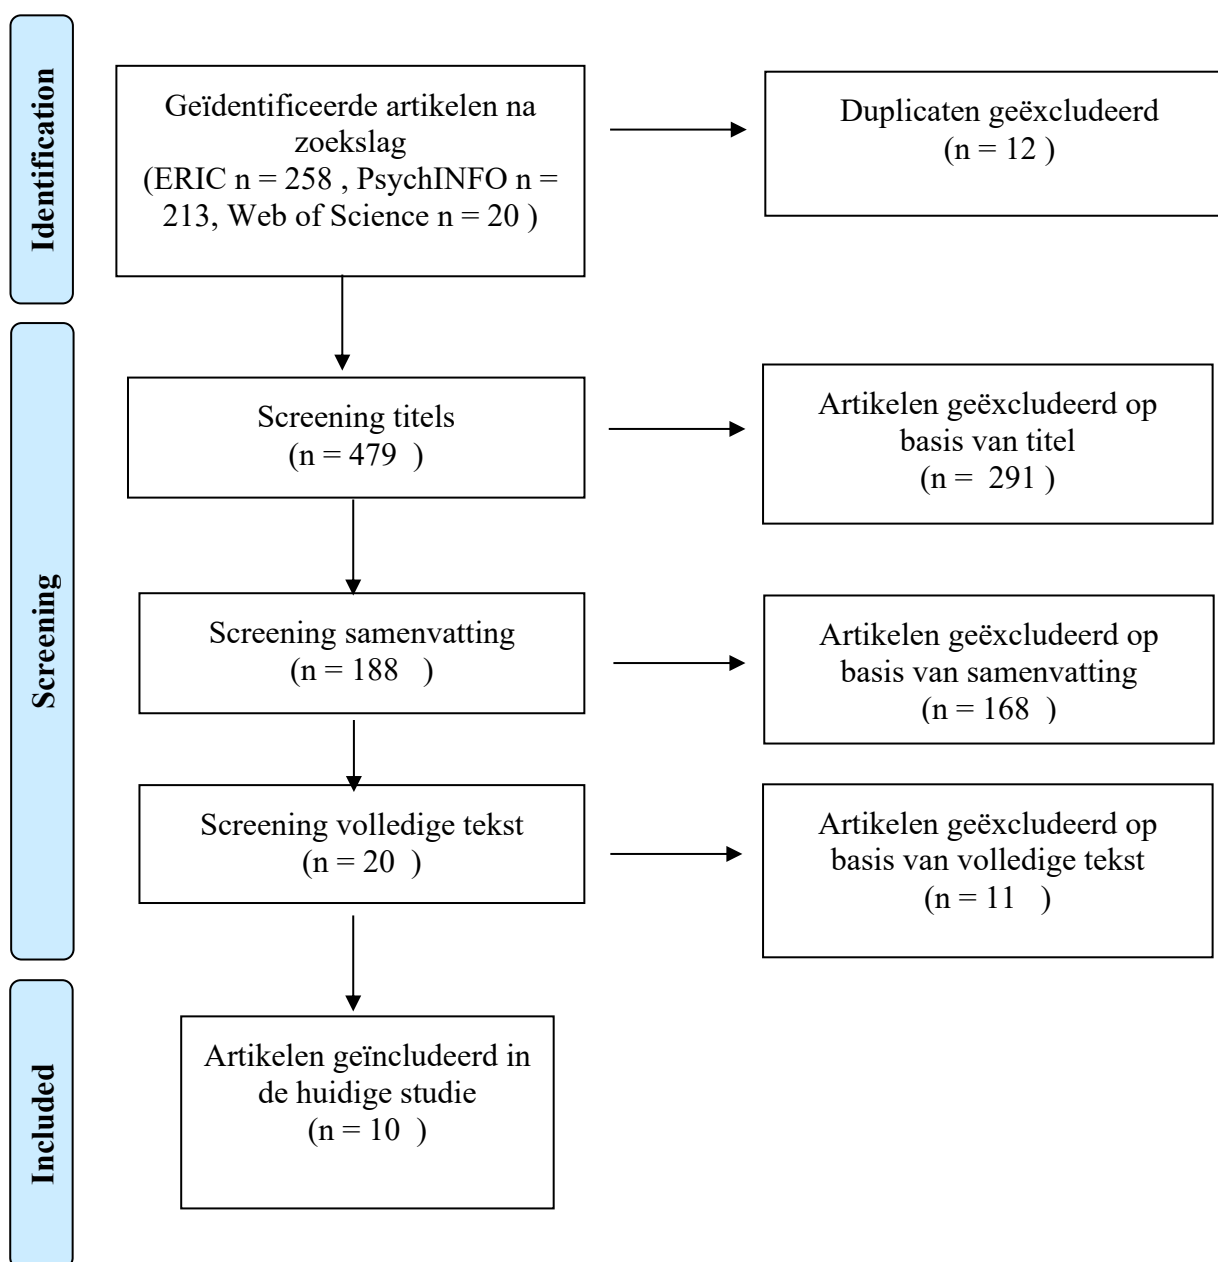 Identification
Geïdentificeerde artikelen na
zoekslag
(ERIC n = 258 , PsychINFO n =
213, Web of Science n = 20 )
Duplicaten geëxcludeerd
(n = 12 )
Screening
Screening titels
(n = 479 )
Artikelen geëxcludeerd op
basis van titel
(n = 291 )
Screening samenvatting
(n = 188 )
Artikelen geëxcludeerd op
basis van samenvatting
(n = 168 )
Screening volledige tekst
(n = 20 )
Artikelen geëxcludeerd op
basis van volledige tekst
(n = 11 )
Included
Artikelen geïncludeerd in
de huidige studie
(n = 10 )